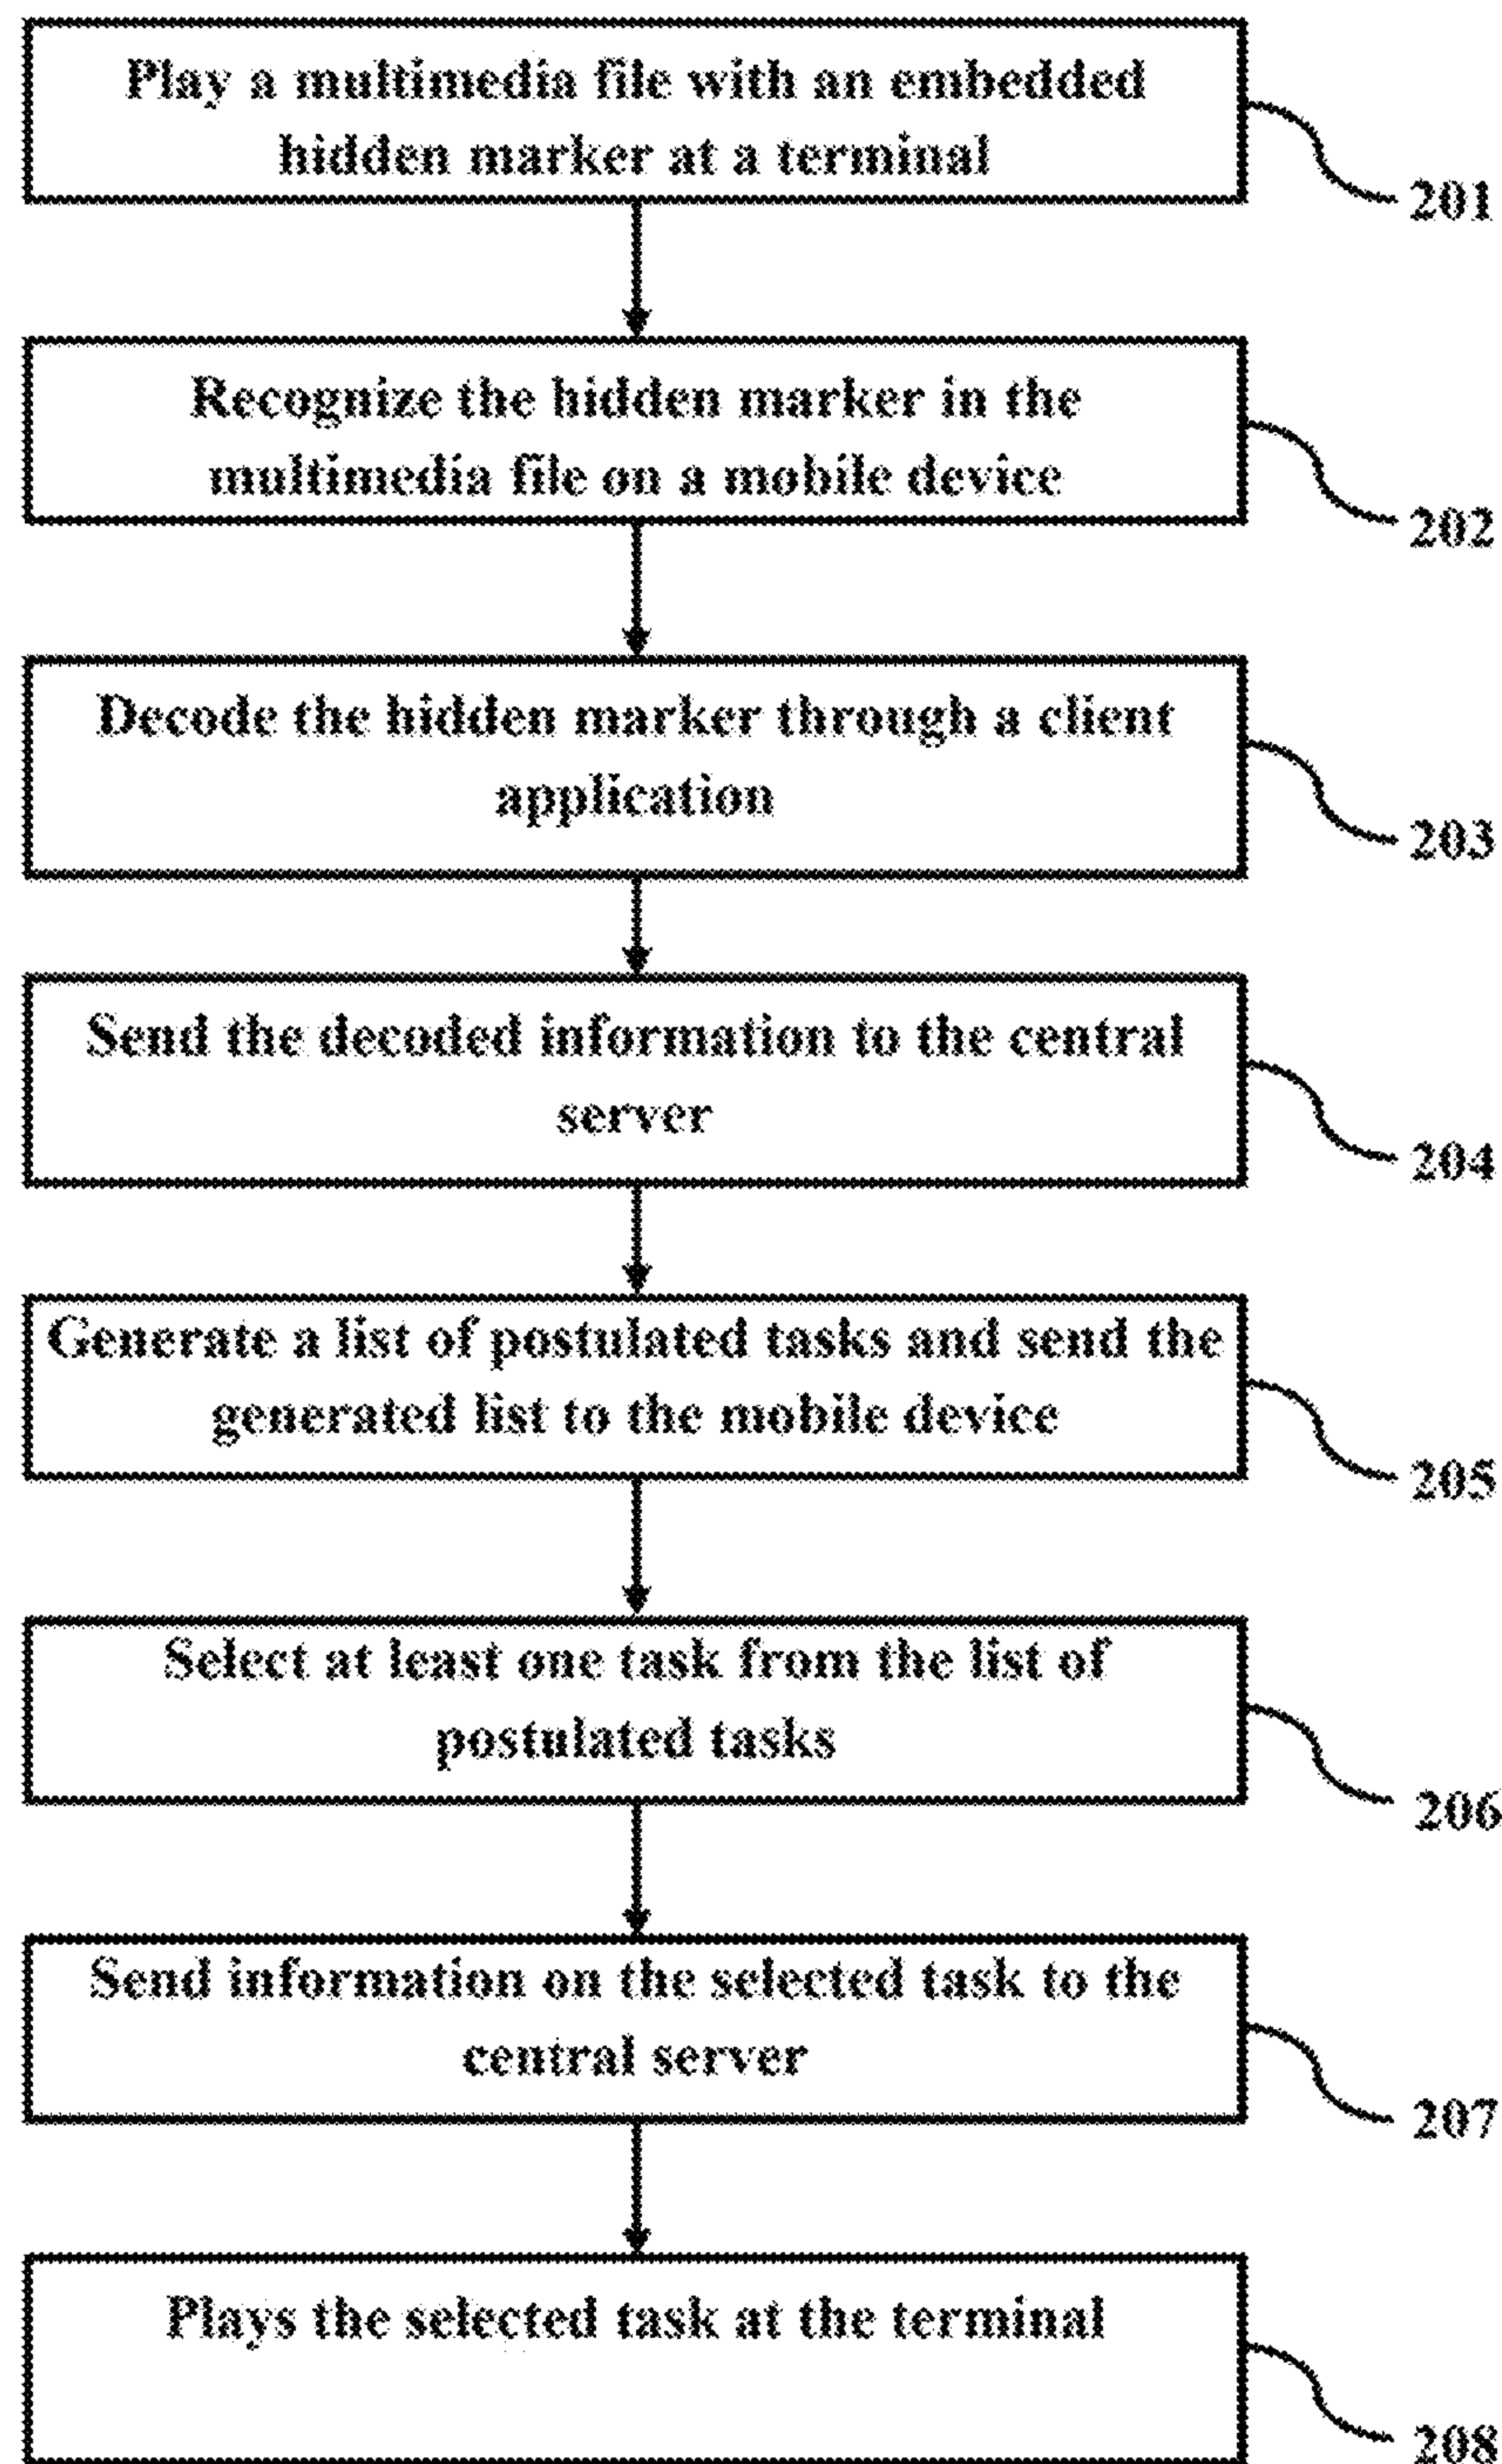 Play a multimedia file with an embedded
hidden marker at a terminal
201
Recognize the hidden marker in the
multimedia file on a mobile device
202
Decode the hidden marker through a client
application
203
Send the decoded information to the central
server
204
Generate a list of postulated tasks and send the
generated list to the mobile device
205
Select at least one task from the list of
postulated tasks
206
Send information on the selected task to the
central server
207
Plays the selected task at the terminal
208